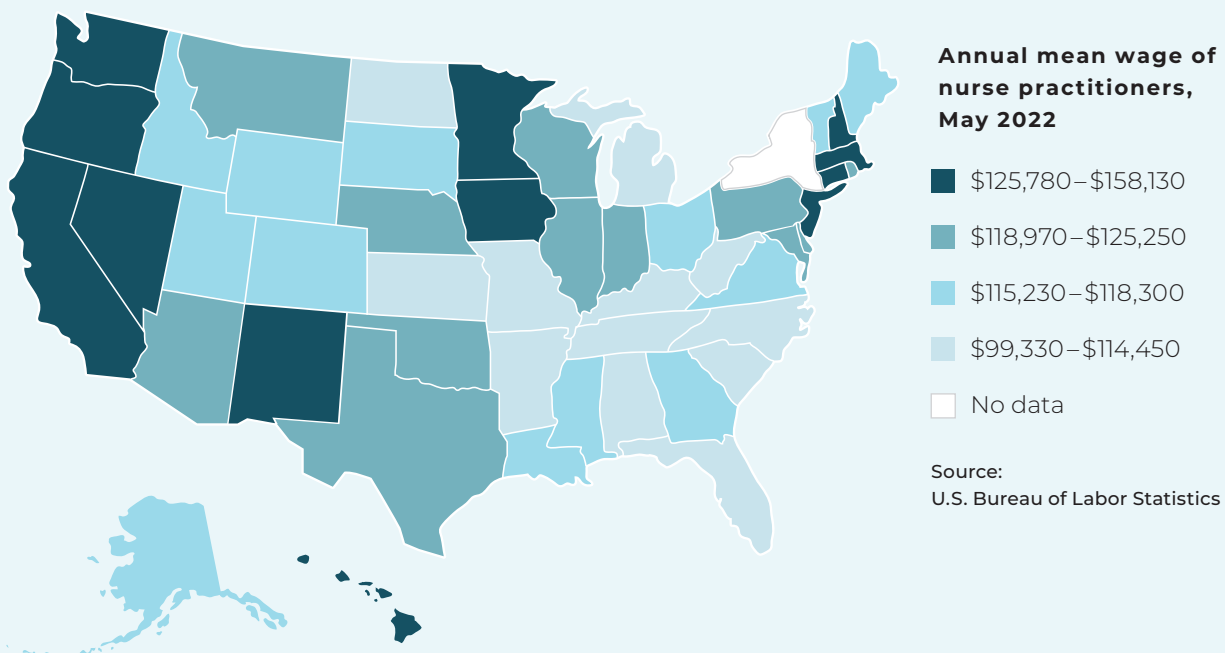 Annual mean wage of
nurse practitioners,
May 2022
$125,780–$158,130
$118,970–$125,250
$115,230–$118,300
$99,330–$114,450
No data
Source:
U.S. Bureau of Labor Statistics